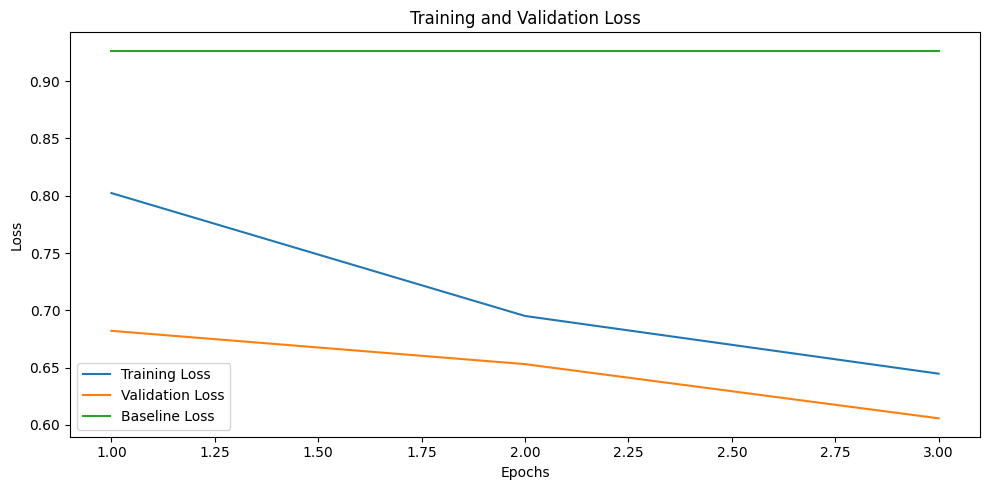 Training and Validation Loss
Loss
0.90
0.85
0.80
0.75
0.70
0.65
0.60
Training Loss
Validation Loss
Baseline Loss
1.00 1.25 1.50 1.75 2.00 2.25 2.50 2.75 3.00
Epochs